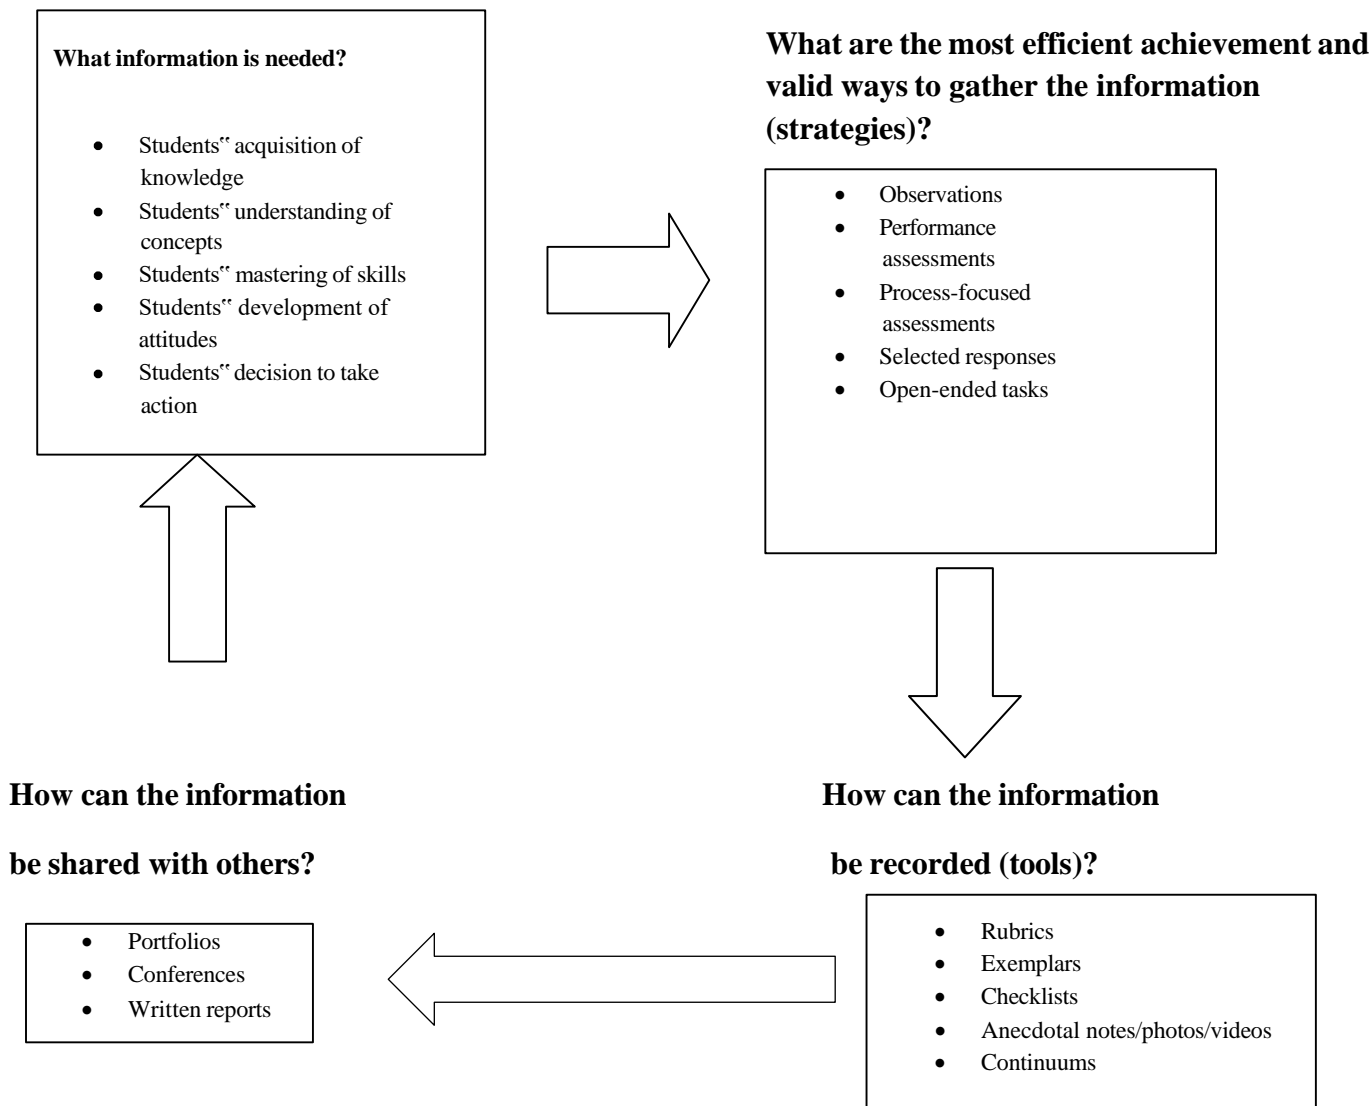 What information is needed?
• Students‟ acquisition of
knowledge
• Students‟ understanding of
concepts
• Students‟ mastering of skills
• Students‟ development of
attitudes
• Students‟ decision to take
action
What are the most efficient achievement and
valid ways to gather the information
(strategies)?
• Observations
• Performance
assessments
• Process-focused
assessments
• Selected responses
• Open-ended tasks
How can the information
be shared with others?
• Portfolios
• Conferences
• Written reports
How can the information
be recorded (tools)?
• Rubrics
• Exemplars
• Checklists
• Anecdotal notes/photos/videos
• Continuums